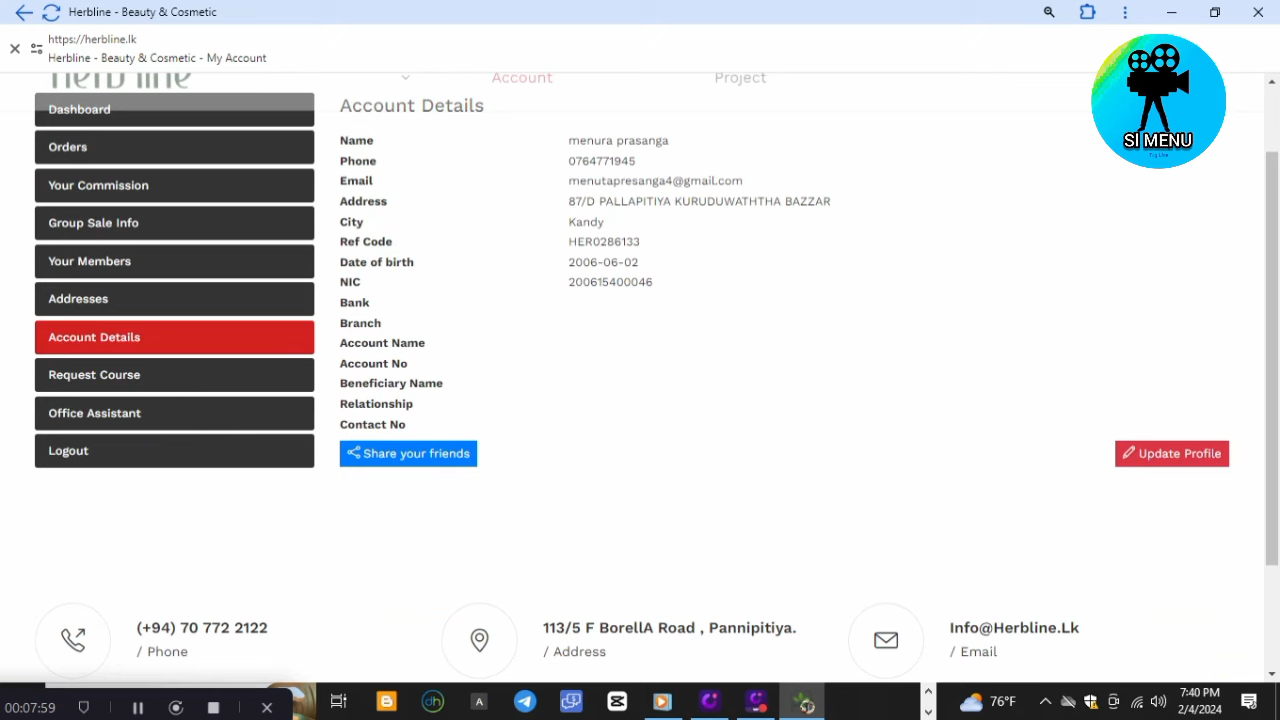 Herbline - Beauty & Cosmetic
https://herbline.lk
Herbline - Beauty & Cosmetic - My Account
Herbline
Account
Project
SI MENU
Tag Line
Dashboard
Orders
Your Commission
Group Sale Info
Your Members
Addresses
Account Details
Request Course
Office Assistant
Logout
Account Details
Name menura prasanga
Phone 0764771945
Email menutapresanga4@gmail.com
Address 87/D PALLAPITIYA KURUDUWATHTHA BAZZAR
City Kandy
Ref Code HER0286133
Date of birth 2006-06-02
NIC 200615400046
Bank
Branch
Account Name
Account No
Beneficiary Name
Relationship
Contact No
Share your friends
Update Profile
(+94) 70 772 2122
/ Phone
113/5 F BorellA Road , Pannipitiya.
/ Address
Info@Herbline.Lk
/ Email
00:07:59
dh
A
76°F
7:40 PM
2/4/2024